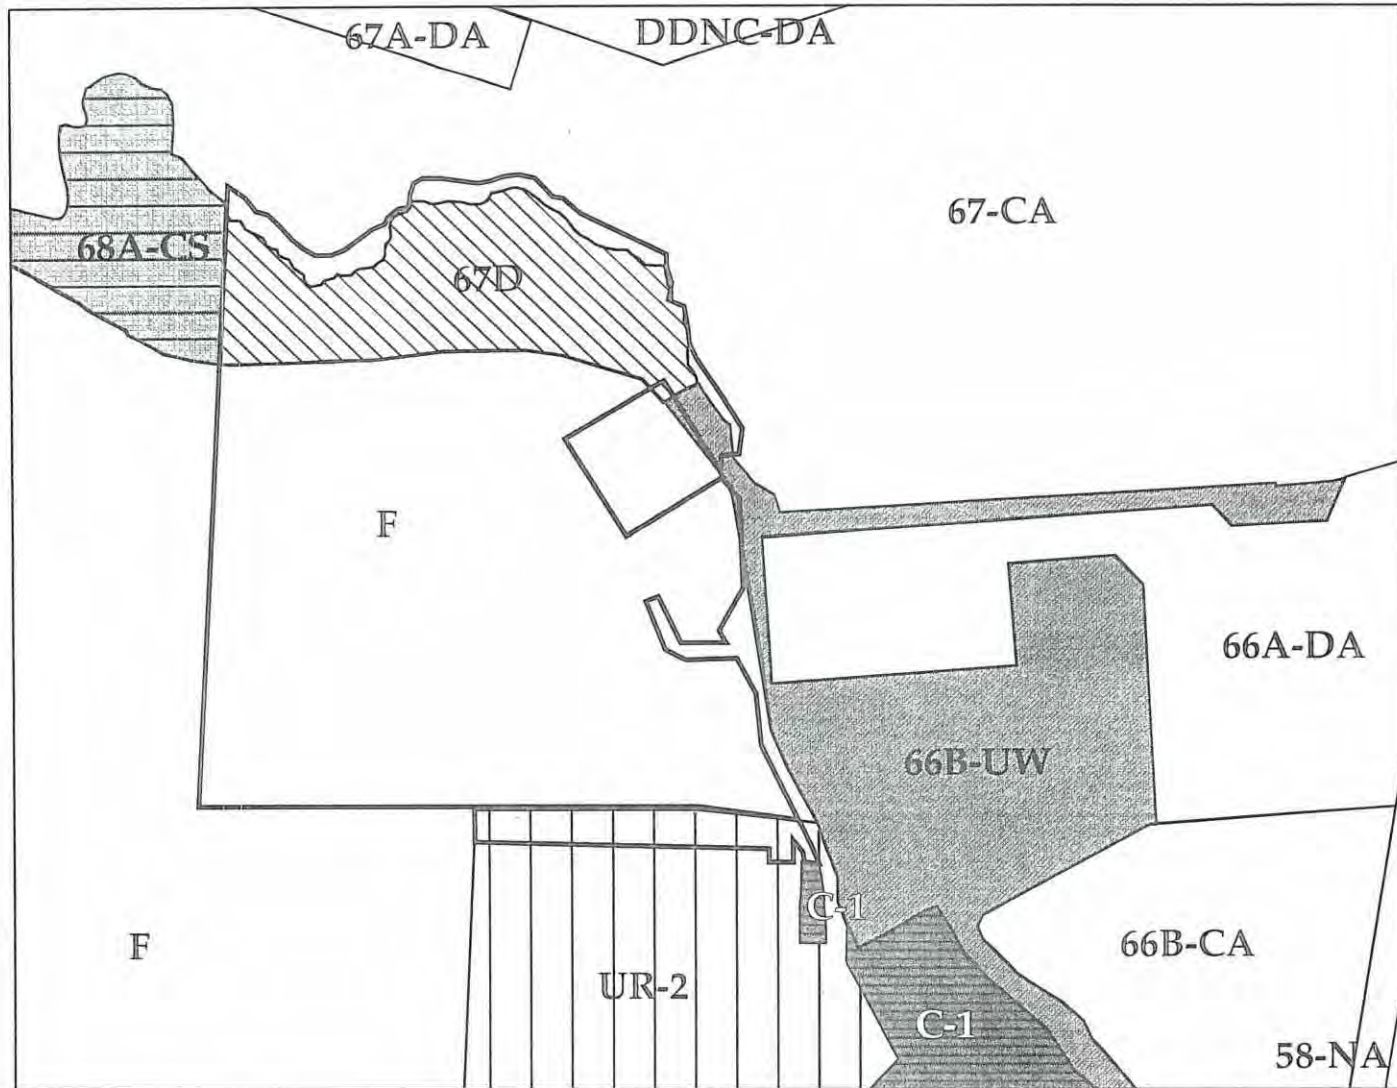 67A-DA
DDNC-DA
67-CA
68A-CS
67D
F
66A-DA
66B-UW
C-1
F
66B-CA
UR-2
C-1
58-NA